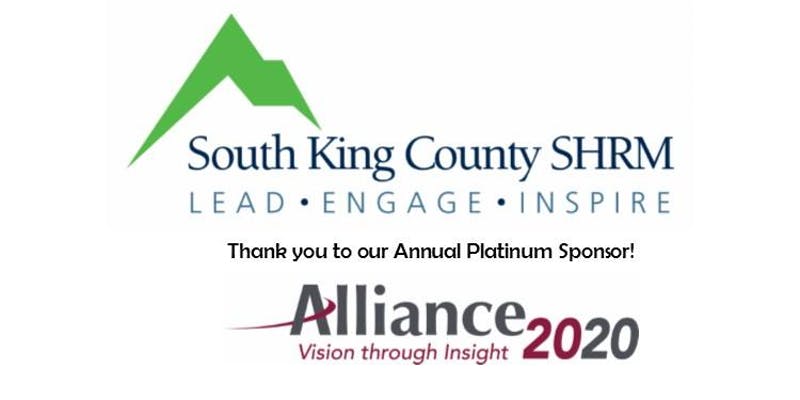 South King County SHRM
LEAD • ENGAGE • INSPIRE
Thank you to our Annual Platinum Sponsor!
Alliance 2020
Vision through Insight